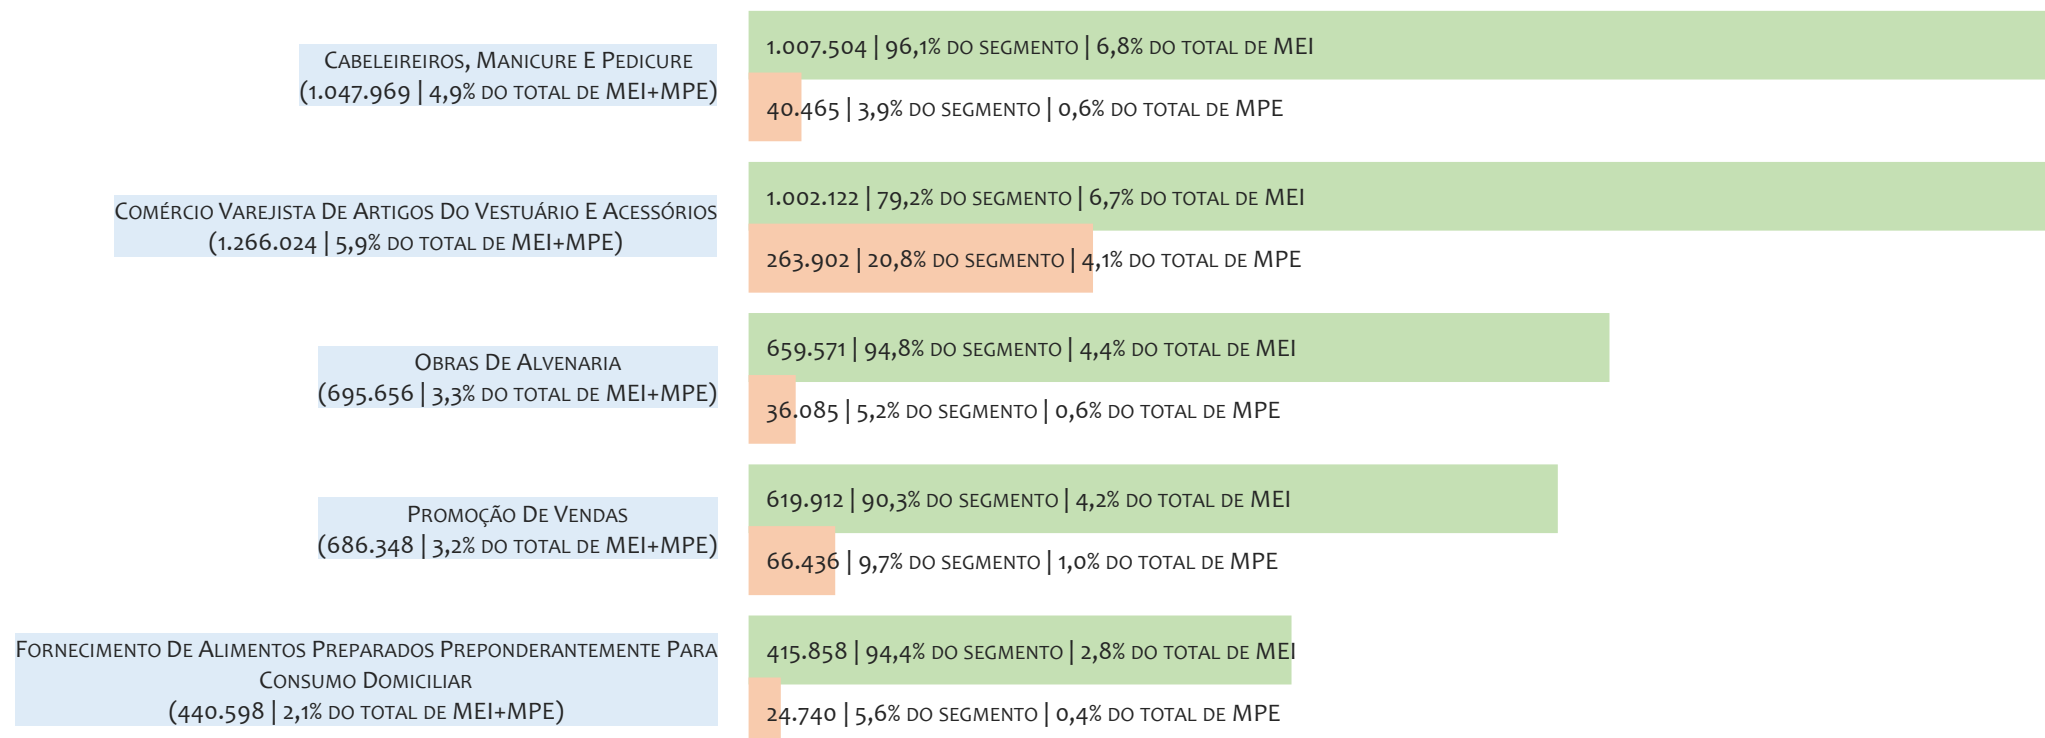 Cabeleireiros, Manicure E Pedicure
(1.047.969 | 4,9% do total de MEI+MPE)
1.007.504 | 96,1% do segmento | 6,8% do total de MEI
40.465 | 3,9% do segmento | 0,6% do total de MPE
Comércio Varejista De Artigos Do Vestuário E Acessórios
(1.266.024 | 5,9% do total de MEI+MPE)
1.002.122 | 79,2% do segmento | 6,7% do total de MEI
263.902 | 20,8% do segmento | 4,1% do total de MPE
Obras De Alvenaria
(695.656 | 3,3% do total de MEI+MPE)
659.571 | 94,8% do segmento | 4,4% do total de MEI
36.085 | 5,2% do segmento | 0,6% do total de MPE
Promoção De Vendas
(686.348 | 3,2% do total de MEI+MPE)
619.912 | 90,3% do segmento | 4,2% do total de MEI
66.436 | 9,7% do segmento | 1,0% do total de MPE
Fornecimento De Alimentos Preparados Preponderantemente Para
Consumo Domiciliar
(440.598 | 2,1% do total de MEI+MPE)
415.858 | 94,4% do segmento | 2,8% do total de MEI
24.740 | 5,6% do segmento | 0,4% do total de MPE